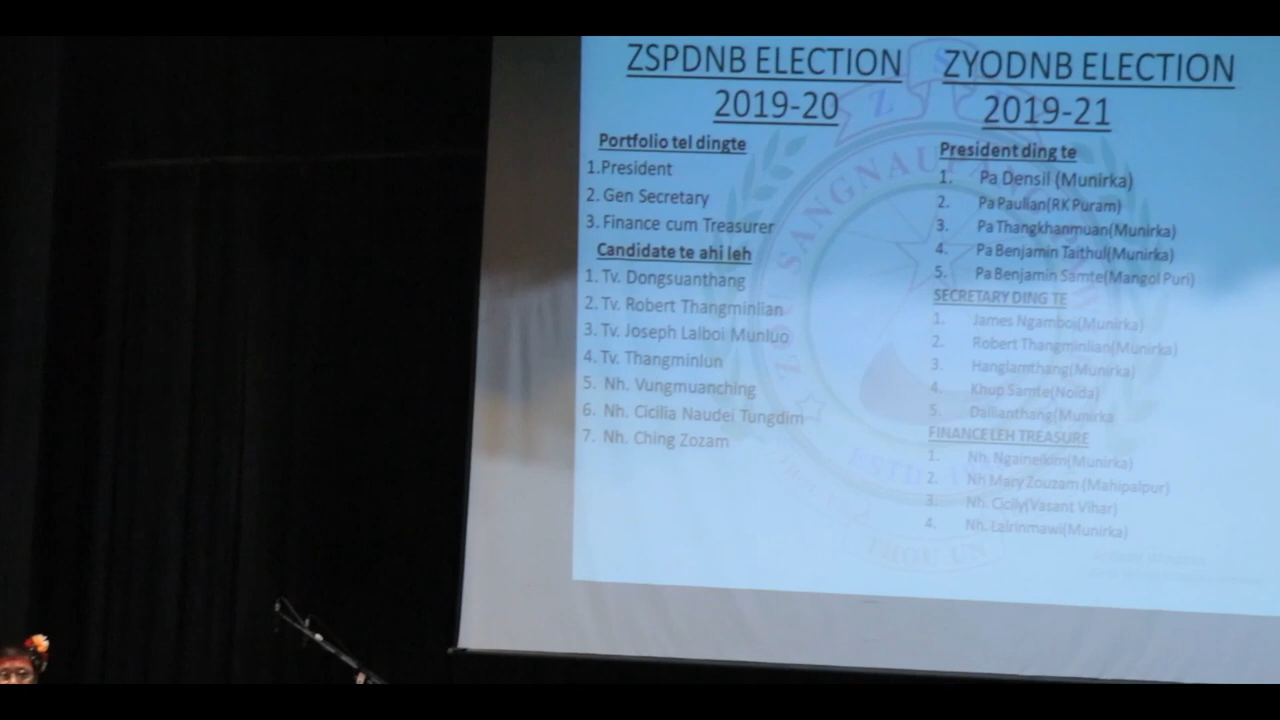 ZSPDNB ELECTION
2019-20
Portfolio tel dingte
1.President
2. Gen Secretary
3. Finance cum Treasurer
Candidate te ahi leh
1. Tv. Dongsuanthang
2. Tv. Robert Thangminlian
3. Tv. Joseph Lalboi Munluo
4. Tv. Thangminlun
5. Nh. Vungmuanching
6. Nh. Cicilia Naudei Tungdim
7. Nh. Ching Zozam
ZYODNB ELECTION
2019-21
President ding te
1. Pa Densil (Munirka)
2. Pa Paulian(RK Puram)
3. Pa Thangkhanmuan(Munirka)
4. Pa Benjamin Taithul(Munirka)
5. Pa Benjamin Samte(Mangol Puri)
SECRETARY DING TE
1. James Ngamboi(Munirka)
2. Robert Thangminlian(Munirka)
3. Hanglamthang(Munirka)
4. Khup Samte(Noida)
5. Dailianthang(Munirka
FINANCE LEH TREASURE
1. Nh. Ngaineikim(Munirka)
2. Nh Mary Zouzam (Mahipalpur)
3. Nh. Cicily(Vasant Vihar)
4. Nh. Lairinmawi(Munirka)